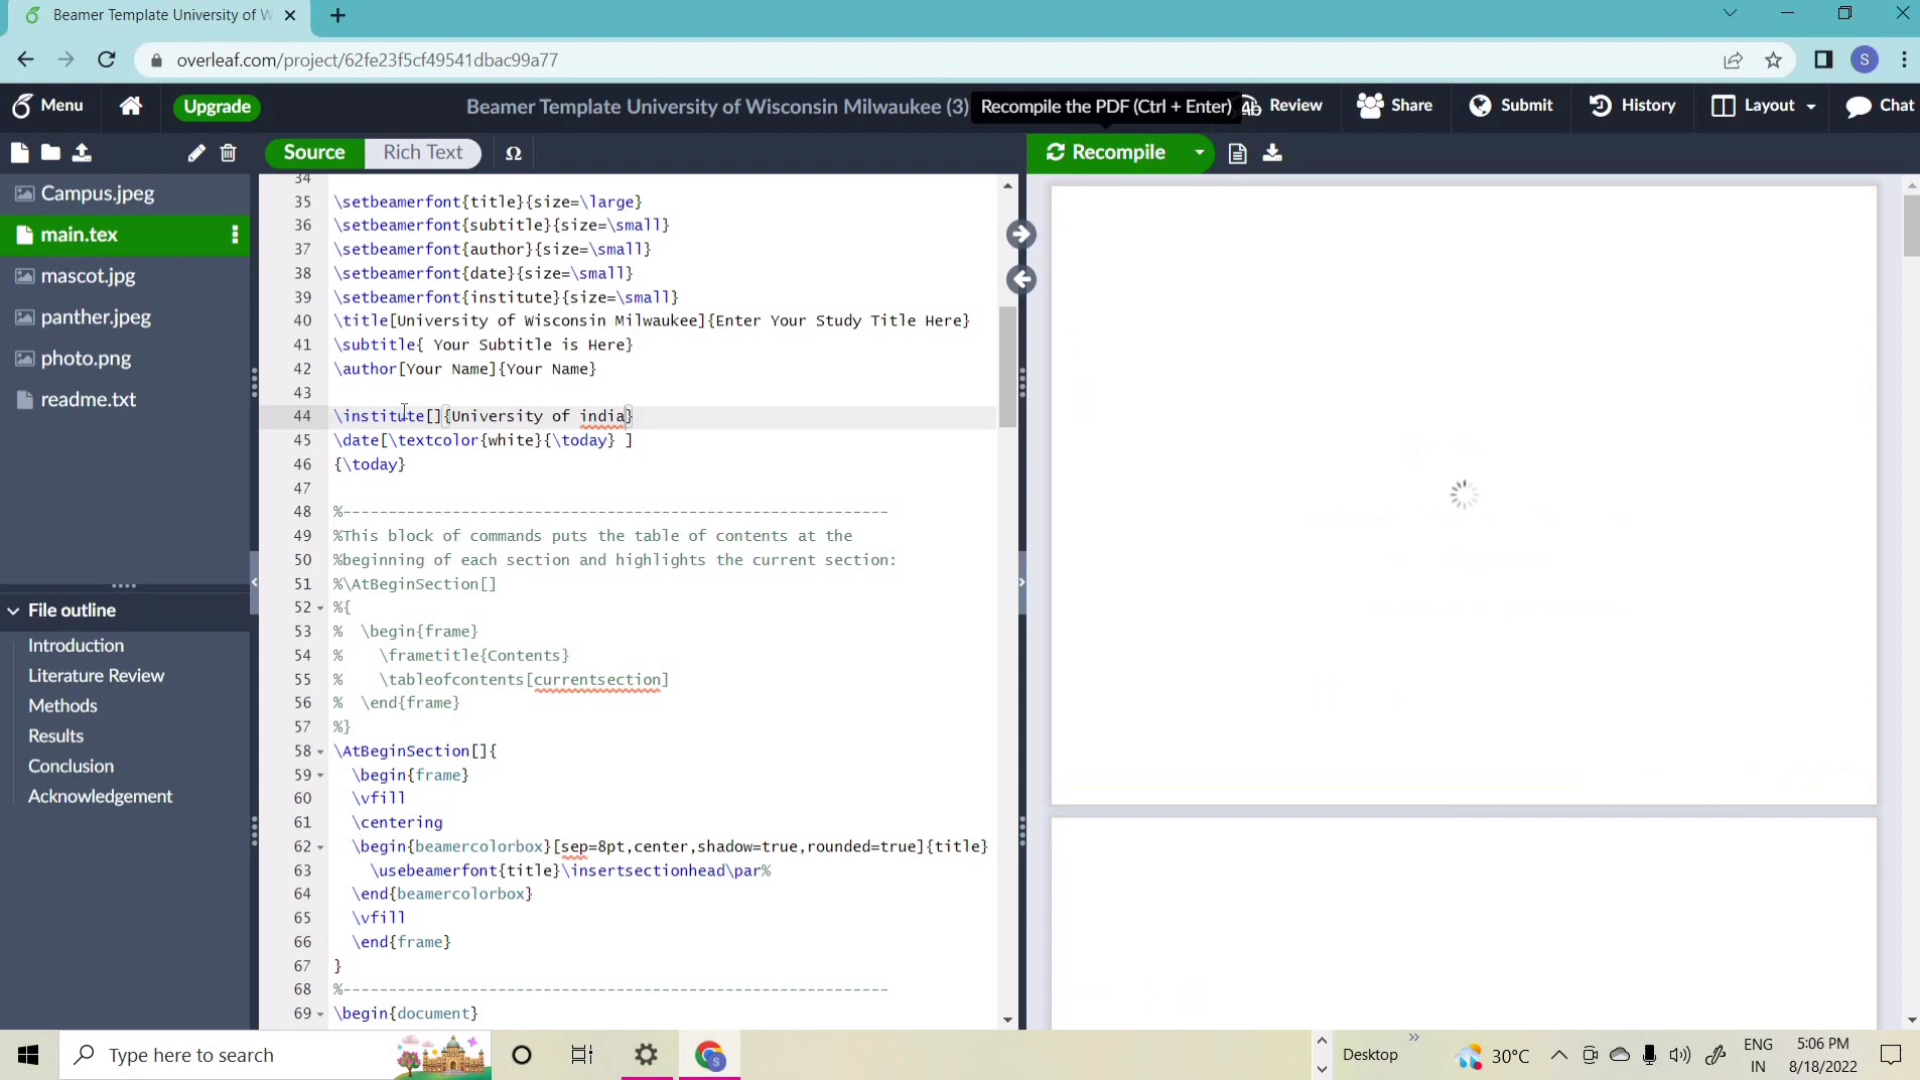 Beamer Template University of W
overleaf.com/project/62fe23f5cf49541dbac99a77
S
Menu
Upgrade
Beamer Template University of Wisconsin Milwaukee (3)
Recompile the PDF (Ctrl + Enter)
Review
Share
Submit
History
Layout
Chat
Source
Rich Text
Ω
Recompile
Campus.jpeg
main.tex
mascot.jpg
panther.jpeg
photo.png
readme.txt
File outline
Introduction
Literature Review
Methods
Results
Conclusion
Acknowledgement
34
35 \setbeamerfont{title}{size=\large}
36 \setbeamerfont{subtitle}{size=\small}
37 \setbeamerfont{author}{size=\small}
38 \setbeamerfont{date}{size=\small}
39 \setbeamerfont{institute}{size=\small}
40 \title[University of Wisconsin Milwaukee]{Enter Your Study Title Here}
41 \subtitle{ Your Subtitle is Here}
42 \author[Your Name]{Your Name}
43
44 \institute[]{University of india}
45 \date[\textcolor{white}{\today} ]
46 {\today}
47
48 %------------------------------------------------------------
49 %This block of commands puts the table of contents at the
50 %beginning of each section and highlights the current section:
51 %\AtBeginSection[]
52 %{
53 %  \begin{frame}
54 %    \frametitle{Contents}
55 %    \tableofcontents[currentsection]
56 %  \end{frame}
57 %}
58 \AtBeginSection[]{
59   \begin{frame}
60   \vfill
61   \centering
62   \begin{beamercolorbox}[sep=8pt,center,shadow=true,rounded=true]{title}
63     \usebeamerfont{title}\insertsectionhead\par%
64   \end{beamercolorbox}
65   \vfill
66   \end{frame}
67 }
68 %------------------------------------------------------------
69 \begin{document}
Type here to search
S
Desktop
30°C
ENG
IN
5:06 PM
8/18/2022